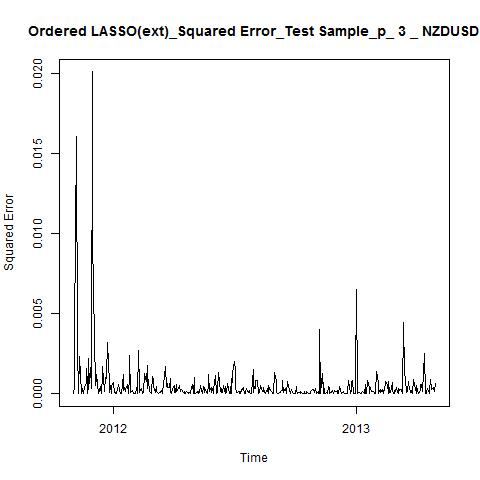 Ordered LASSO(ext)_Squared Error_Test Sample_p_ 3 _ NZDUSD
0.020
0.015
0.010
0.005
0.000
Squared Error
2012 2013
Time